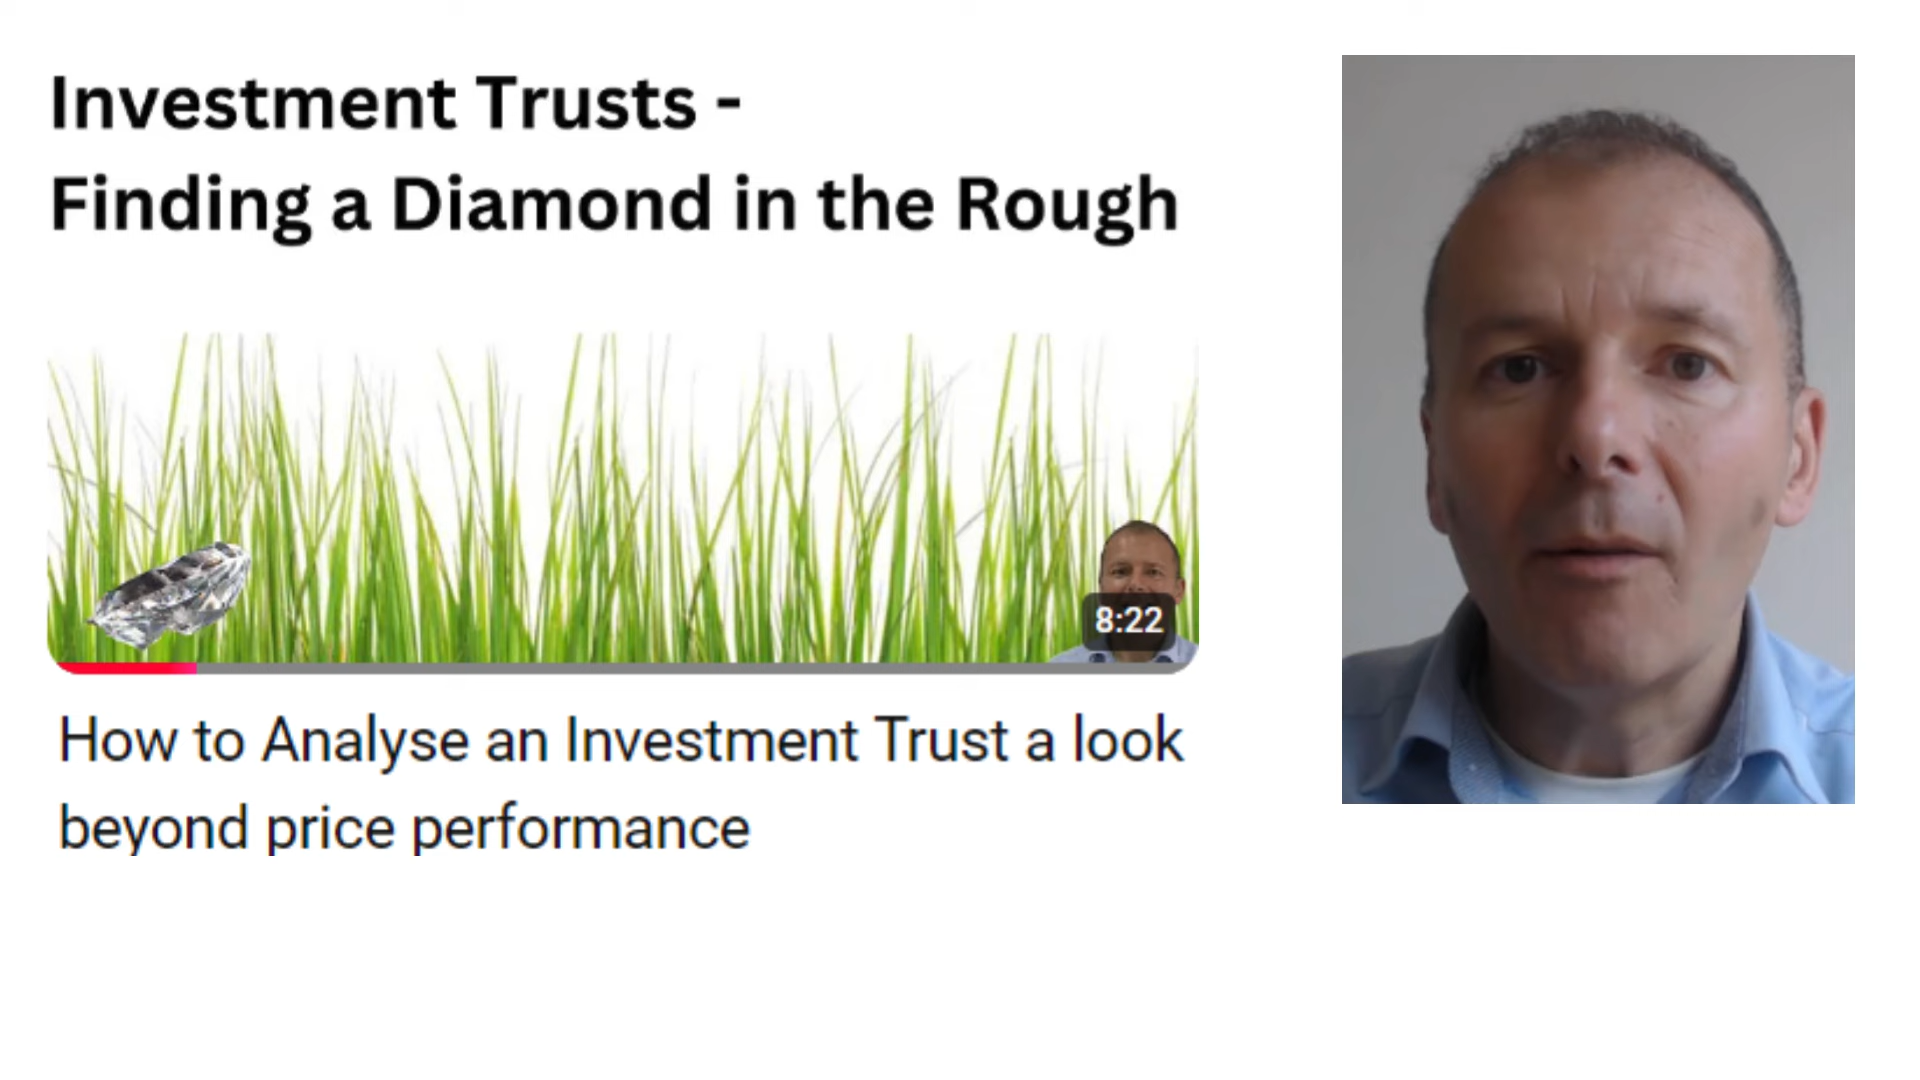 Investment Trusts -
Finding a Diamond in the Rough
8:22
How to Analyse an Investment Trust a look
beyond price performance